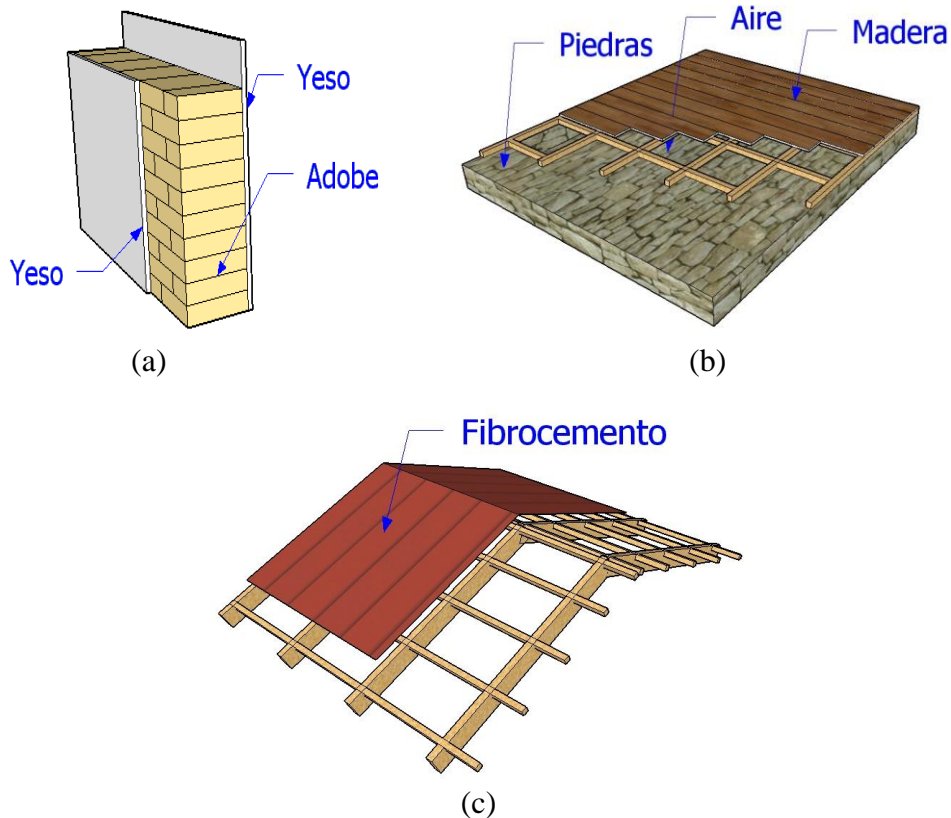 Yeso
Adobe
Yeso
(a)
Aire
Piedras
Madera
(b)
Fibrocemento
(c)